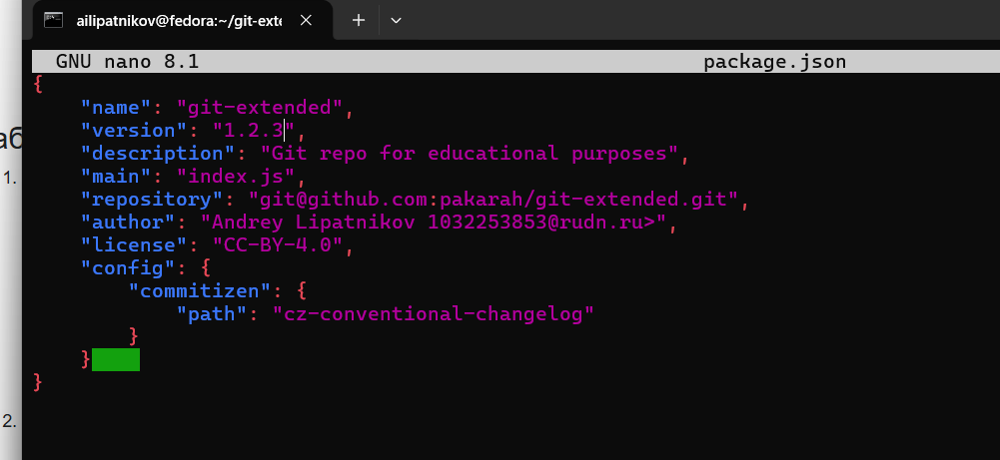 ailipatnikov@fedora:~/git-exte
GNU nano 8.1 package.json
{
"name": "git-extended",
"version": "1.2.3",
"description": "Git repo for educational purposes",
"main": "index.js",
"repository": "git@github.com:pakarah/git-extended.git",
"author": "Andrey Lipatnikov 1032253853@rudn.ru>",
"license": "CC-BY-4.0",
"config": {
"commitizen": {
"path": "cz-conventional-changelog"
}
}
}
аб
1.
2.